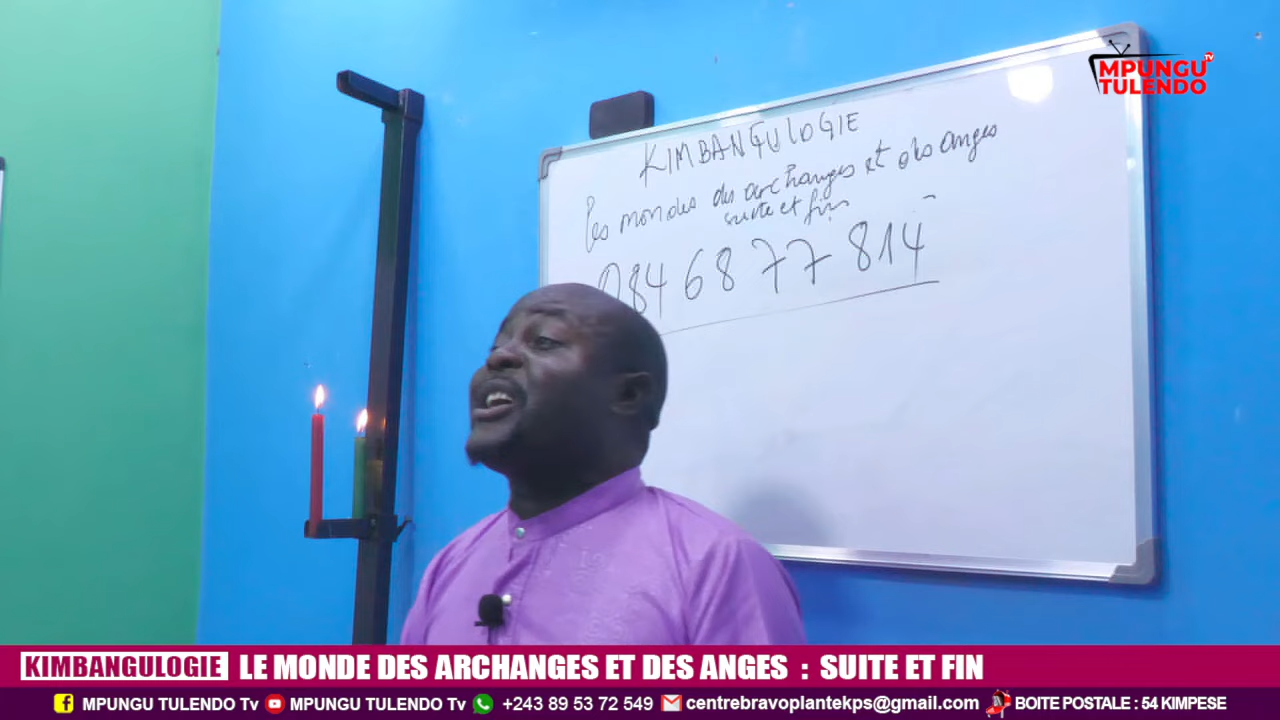 MPUNGU Tv
TULENDO
KIMBANGULOGIE
Les mondes des archanges et des anges
suite et fin
084 68 77 814
KIMBANGULOGIE LE MONDE DES ARCHANGES ET DES ANGES : SUITE ET FIN
MPUNGU TULENDO Tv MPUNGU TULENDO Tv +243 89 53 72 549 centrebravoplantekps@gmail.com BOITE POSTALE : 54 KIMPESE